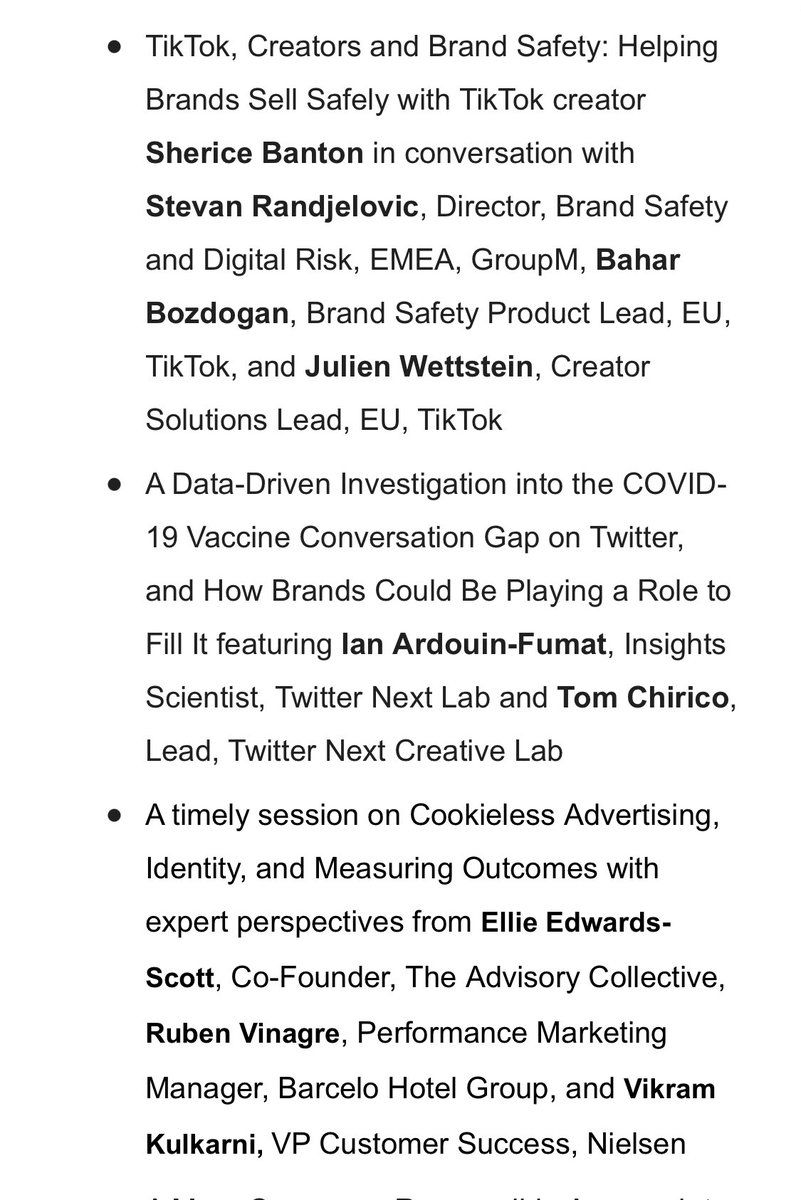 • TikTok, Creators and Brand Safety: Helping
Brands Sell Safely with TikTok creator
Sherice Banton in conversation with
Stevan Randjelovic, Director, Brand Safety
and Digital Risk, EMEA, GroupM, Bahar
Bozdogan, Brand Safety Product Lead, EU,
TikTok, and Julien Wettstein, Creator
Solutions Lead, EU, TikTok
• A Data-Driven Investigation into the COVID-
19 Vaccine Conversation Gap on Twitter,
and How Brands Could Be Playing a Role to
Fill It featuring Ian Ardouin-Fumat, Insights
Scientist, Twitter Next Lab and Tom Chirico,
Lead, Twitter Next Creative Lab
• A timely session on Cookieless Advertising,
Identity, and Measuring Outcomes with
expert perspectives from Ellie Edwards-
Scott, Co-Founder, The Advisory Collective,
Ruben Vinagre, Performance Marketing
Manager, Barcelo Hotel Group, and Vikram
Kulkarni, VP Customer Success, Nielsen